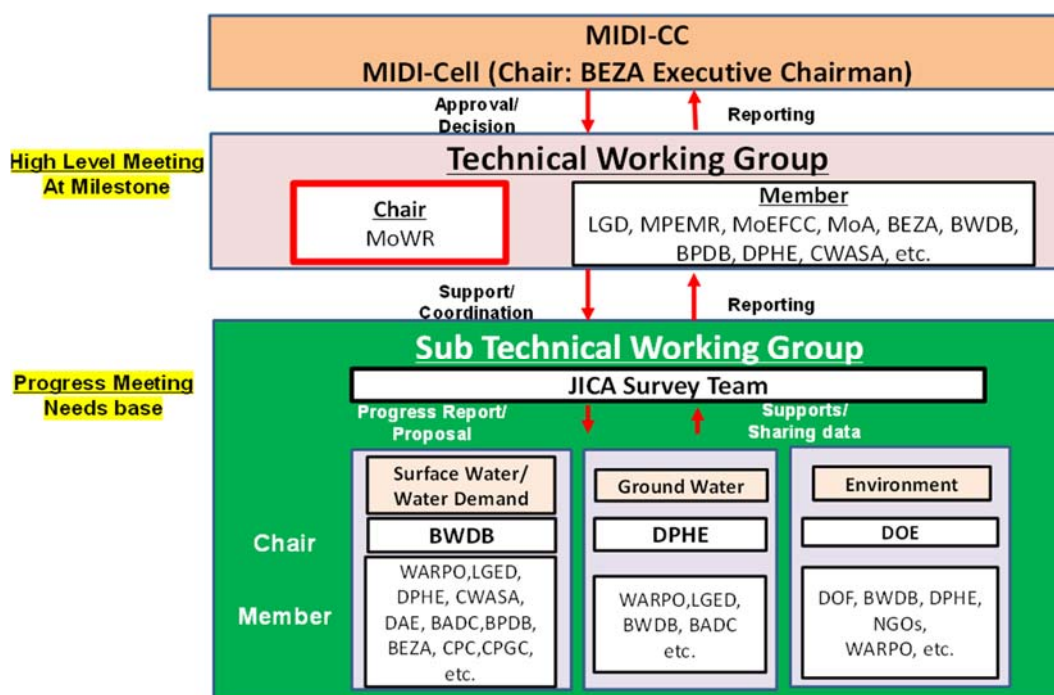 MIDI-CC
MIDI-Cell (Chair: BEZA Executive Chairman)
Approval/
Decision
Reporting
High Level Meeting
At Milestone
Technical Working Group
Chair
MoWR
Member
LGD, MPEMR, MoEFCC, MoA, BEZA, BWDB,
BPDB, DPHE, CWASA, etc.
Support/
Coordination
Reporting
Progress Meeting
Needs base
Sub Technical Working Group
JICA Survey Team
Progress Report/
Proposal
Supports/
Sharing data
Surface Water/
Water Demand
Ground Water
Environment
Chair
BWDB
DPHE
DOE
Member
WARPO,LGED,
DPHE, CWASA,
DAE, BADC,BPDB,
BEZA, CPC,CPGC,
etc.
WARPO,LGED,
BWDB, BADC
etc.
DOF, BWDB, DPHE,
NGOs,
WARPO, etc.